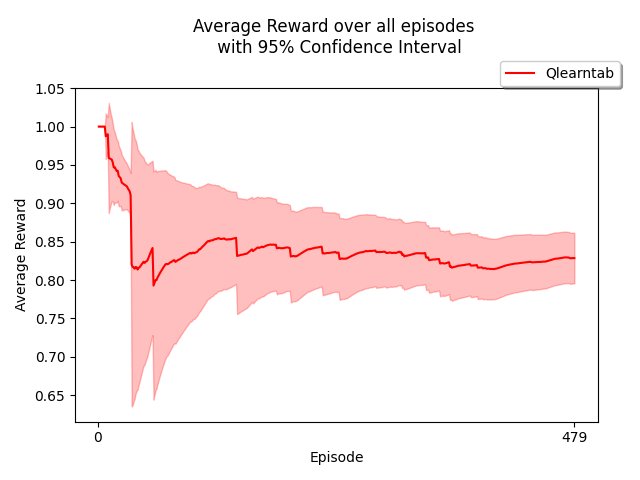 Average Reward over all episodes
with 95% Confidence Interval
Qlearntab
1.05
1.00
0.95
0.90
0.85
0.80
0.75
0.70
0.65
Average Reward
0
479
Episode